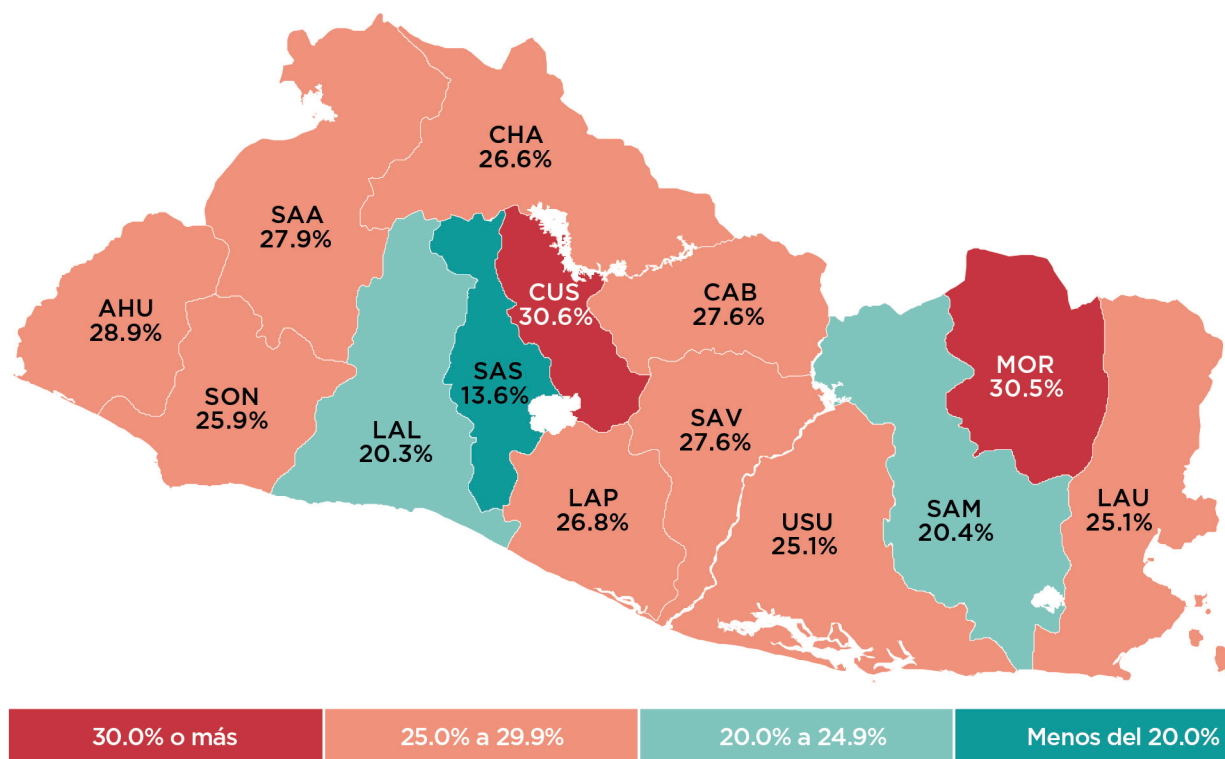 CHA
26.6%
SAA
27.9%
AHU
28.9%
CUS
30.6%
CAB
27.6%
MOR
30.5%
SON
25.9%
SAS
13.6%
LAL
20.3%
SAV
27.6%
LAP
26.8%
USU
25.1%
SAM
20.4%
LAU
25.1%
30.0% o más
25.0% a 29.9%
20.0% a 24.9%
Menos del 20.0%